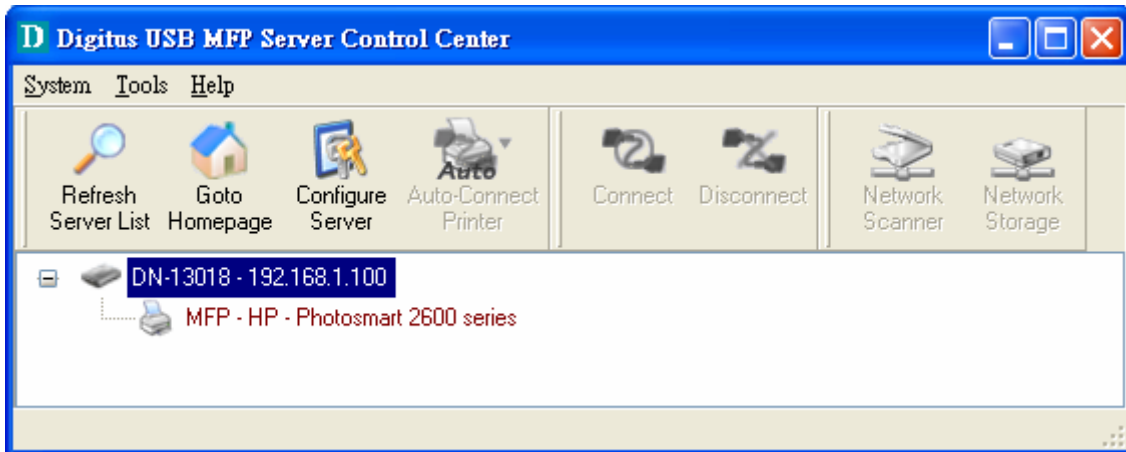 D Digitus USB MFP Server Control Center
System Tools Help
Auto
Refresh Goto Configure Auto-Connect Connect Disconnect Network Network
Server List Homepage Server Printer Scanner Storage
DN-13018 - 192.168.1.100
MFP - HP - Photosmart 2600 series